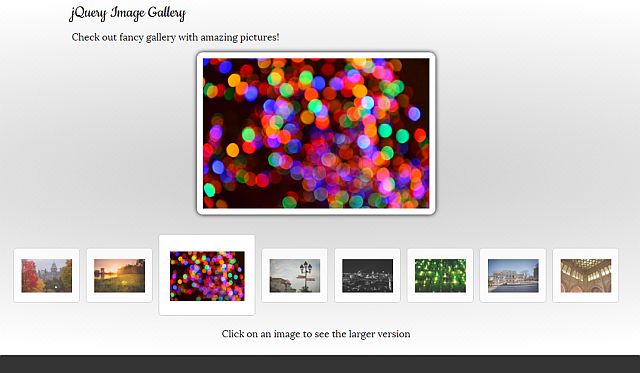 jQuery Image Gallery
Check out fancy gallery with amazing pictures!
Click on an image to see the larger version